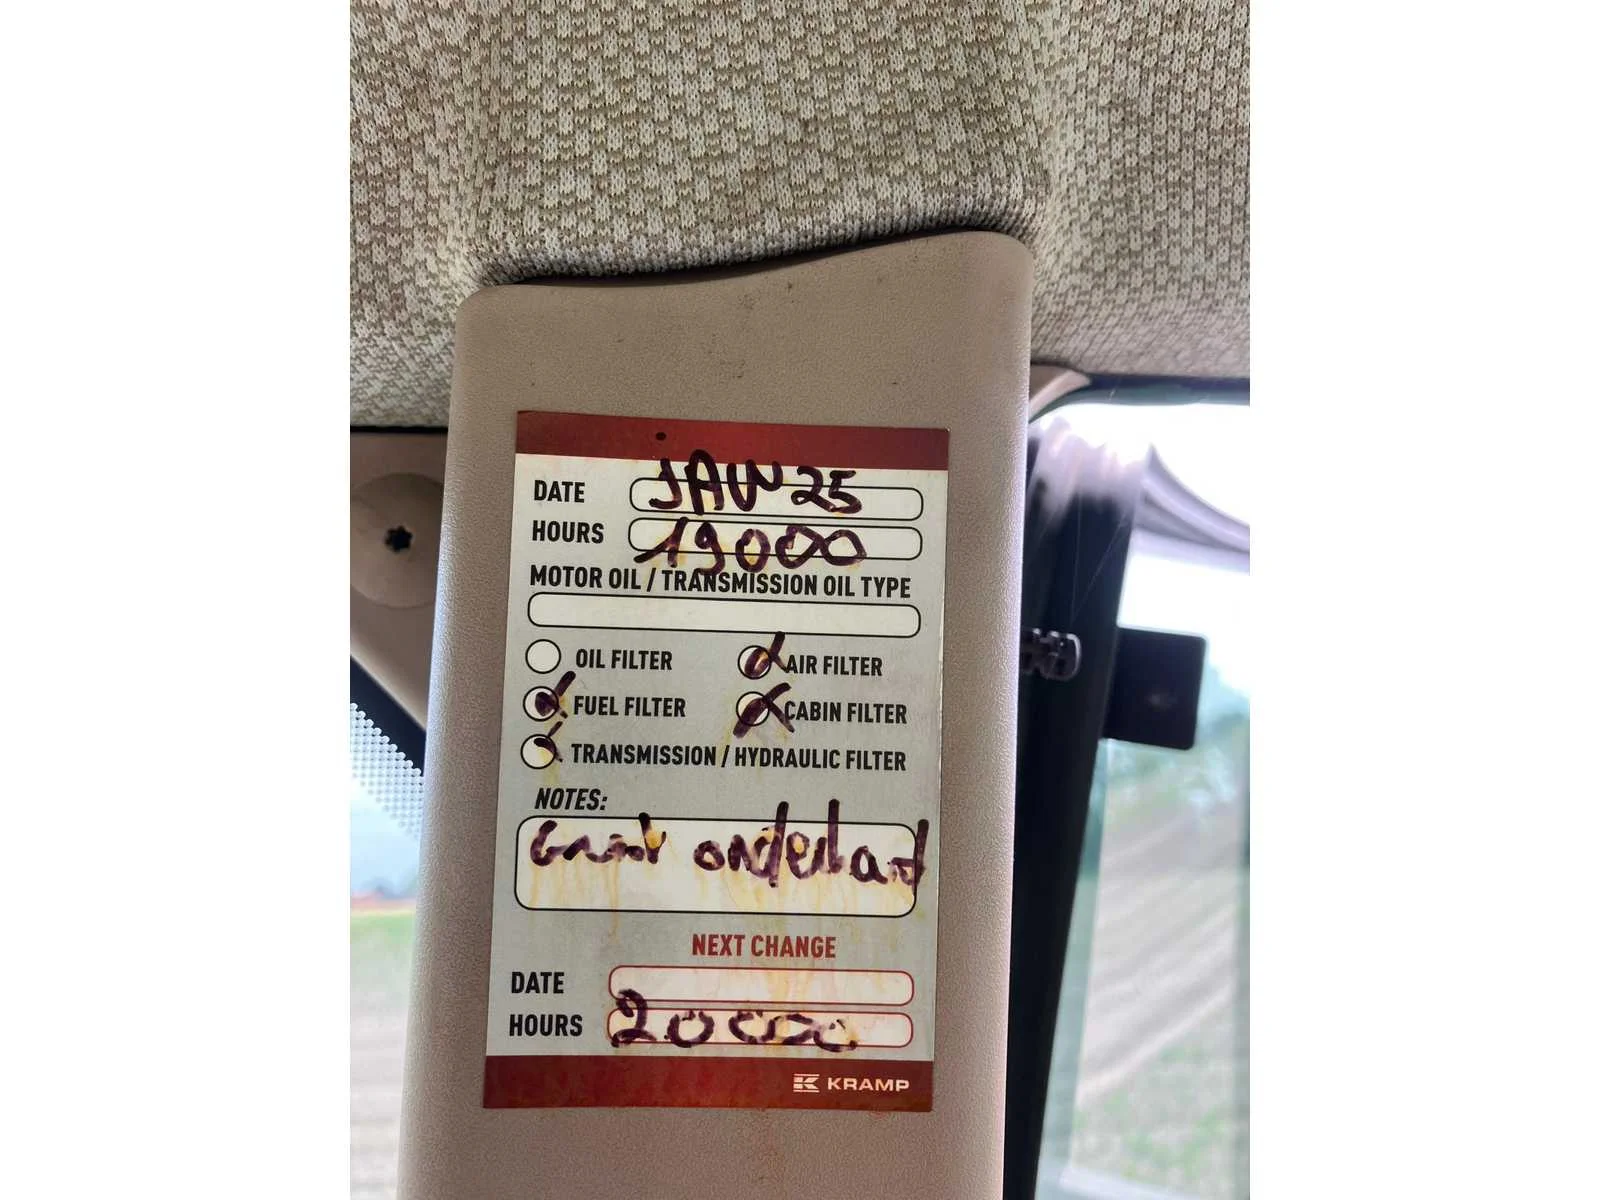 DATE JAN 25
HOURS 19000
MOTOR OIL / TRANSMISSION OIL TYPE
OIL FILTER AIR FILTER
FUEL FILTER CABIN FILTER
TRANSMISSION / HYDRAULIC FILTER
NOTES:
Groot onderhoud
NEXT CHANGE
DATE
HOURS 20000
KRAMP